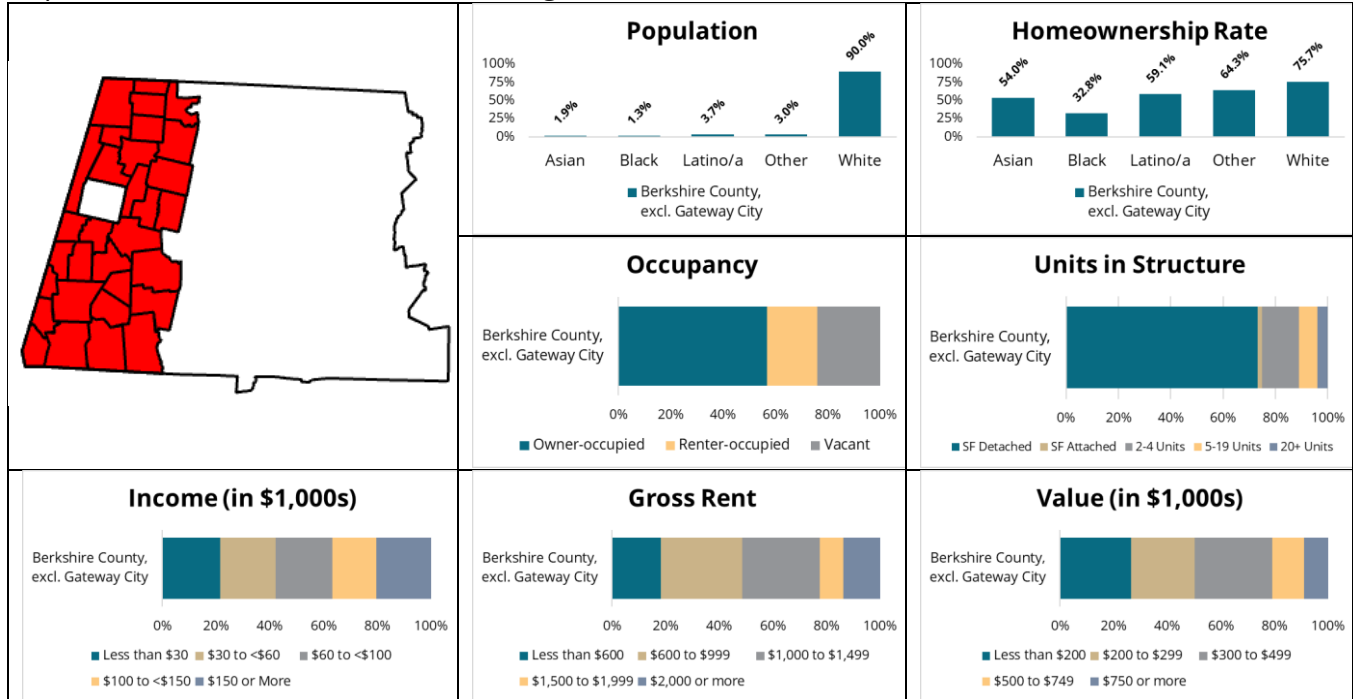 Population
100%
75%
50%
25%
0%
1.9%
1.3%
3.7%
3.0%
90.0%
Asian Black Latino/a Other White
Berkshire County,
excl. Gateway City
Homeownership Rate
100%
75%
50%
25%
0%
54.0%
32.8%
59.1%
64.3%
75.7%
Asian Black Latino/a Other White
Berkshire County,
excl. Gateway City
Occupancy
Berkshire County,
excl. Gateway City
0% 20% 40% 60% 80% 100%
Owner-occupied Renter-occupied Vacant
Units in Structure
Berkshire County,
excl. Gateway City
0% 20% 40% 60% 80% 100%
SF Detached SF Attached 2-4 Units 5-19 Units 20+ Units
Income (in $1,000s)
Berkshire County,
excl. Gateway City
0% 20% 40% 60% 80% 100%
Less than $30 $30 to <$60 $60 to <$100
$100 to <$150 $150 or More
Gross Rent
Berkshire County,
excl. Gateway City
0% 20% 40% 60% 80% 100%
Less than $600 $600 to $999 $1,000 to $1,499
$1,500 to $1,999 $2,000 or more
Value (in $1,000s)
Berkshire County,
excl. Gateway City
0% 20% 40% 60% 80% 100%
Less than $200 $200 to $299 $300 to $499
$500 to $749 $750 or more